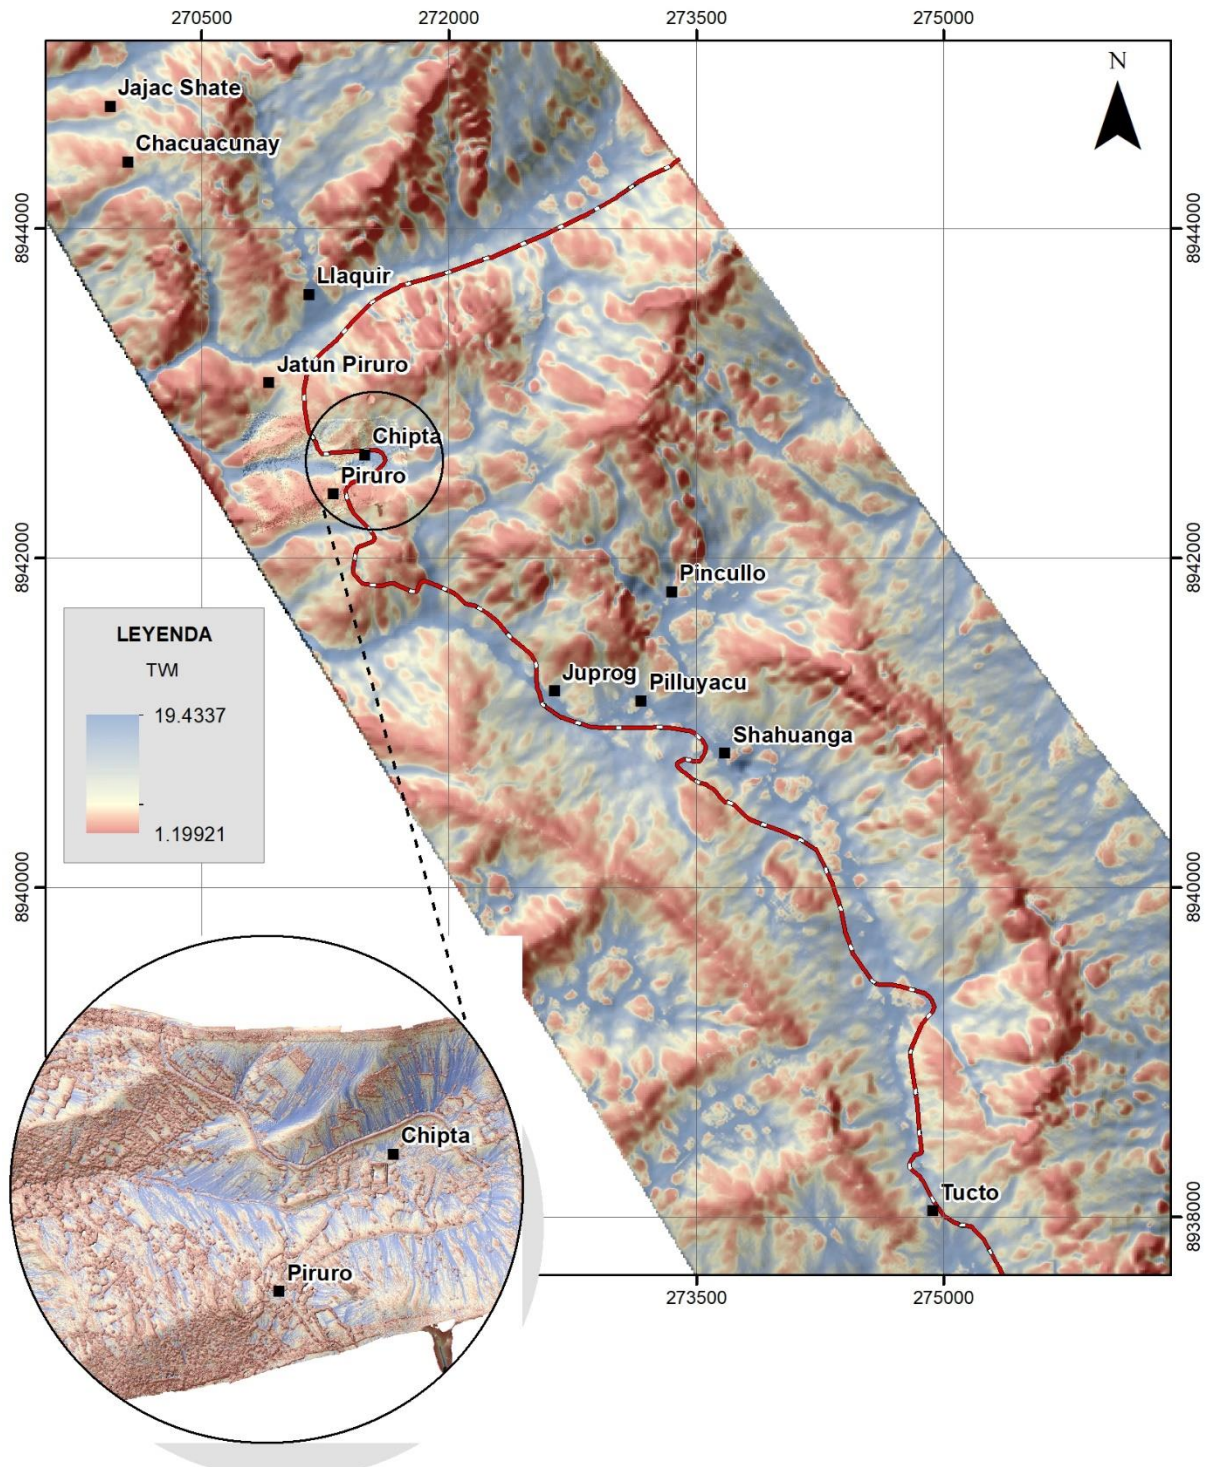 270500 272000 273500 275000
N
Jajac Shate
Chacuacunay
8944000 8944000
Llaquir
Jatun Piruro
Chipta
Piruro
8942000 8942000
Pincullo
LEYENDA
TWI
19.4337
1.19921
Juprog
Pilluyacu
Shahuanga
8940000 8940000
Chipta
Piruro
Tucto
8938000
273500 275000